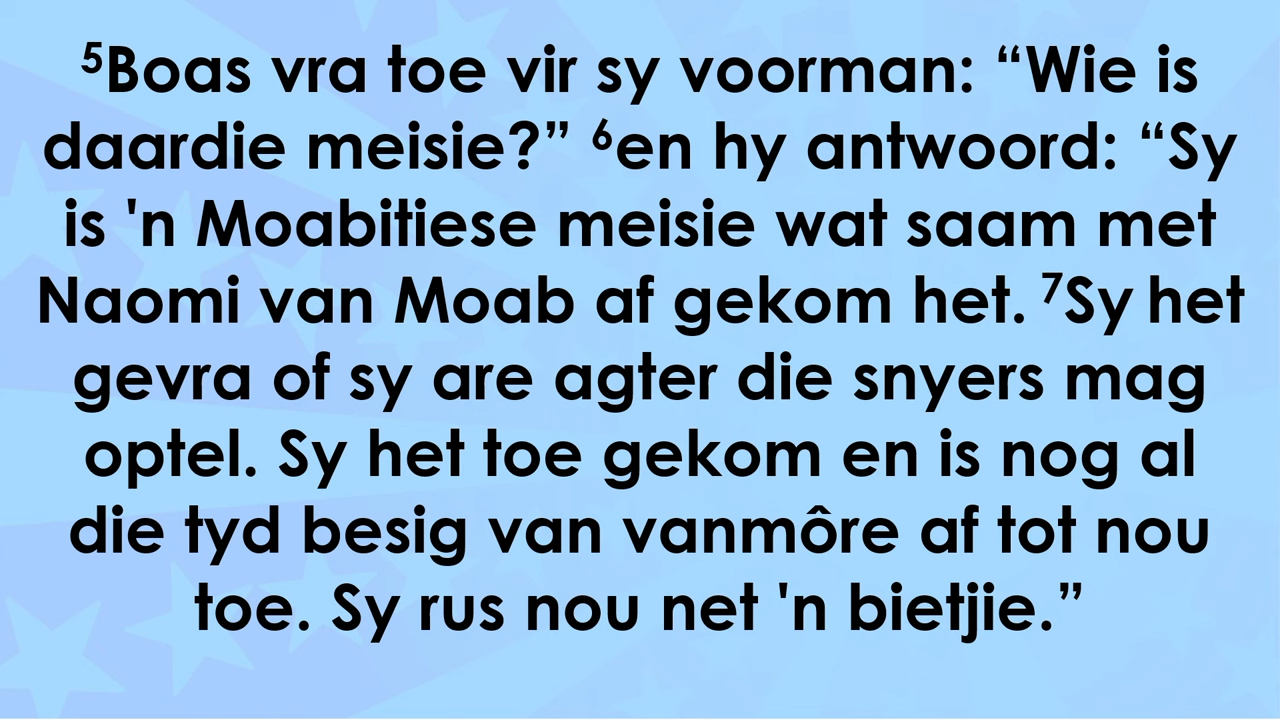 ⁵Boas vra toe vir sy voorman: “Wie is
daardie meisie?” ⁶en hy antwoord: “Sy
is 'n Moabitiese meisie wat saam met
Naomi van Moab af gekom het. ⁷Sy het
gevra of sy are agter die snyers mag
optel. Sy het toe gekom en is nog al
die tyd besig van vanmôre af tot nou
toe. Sy rus nou net 'n bietjie.”